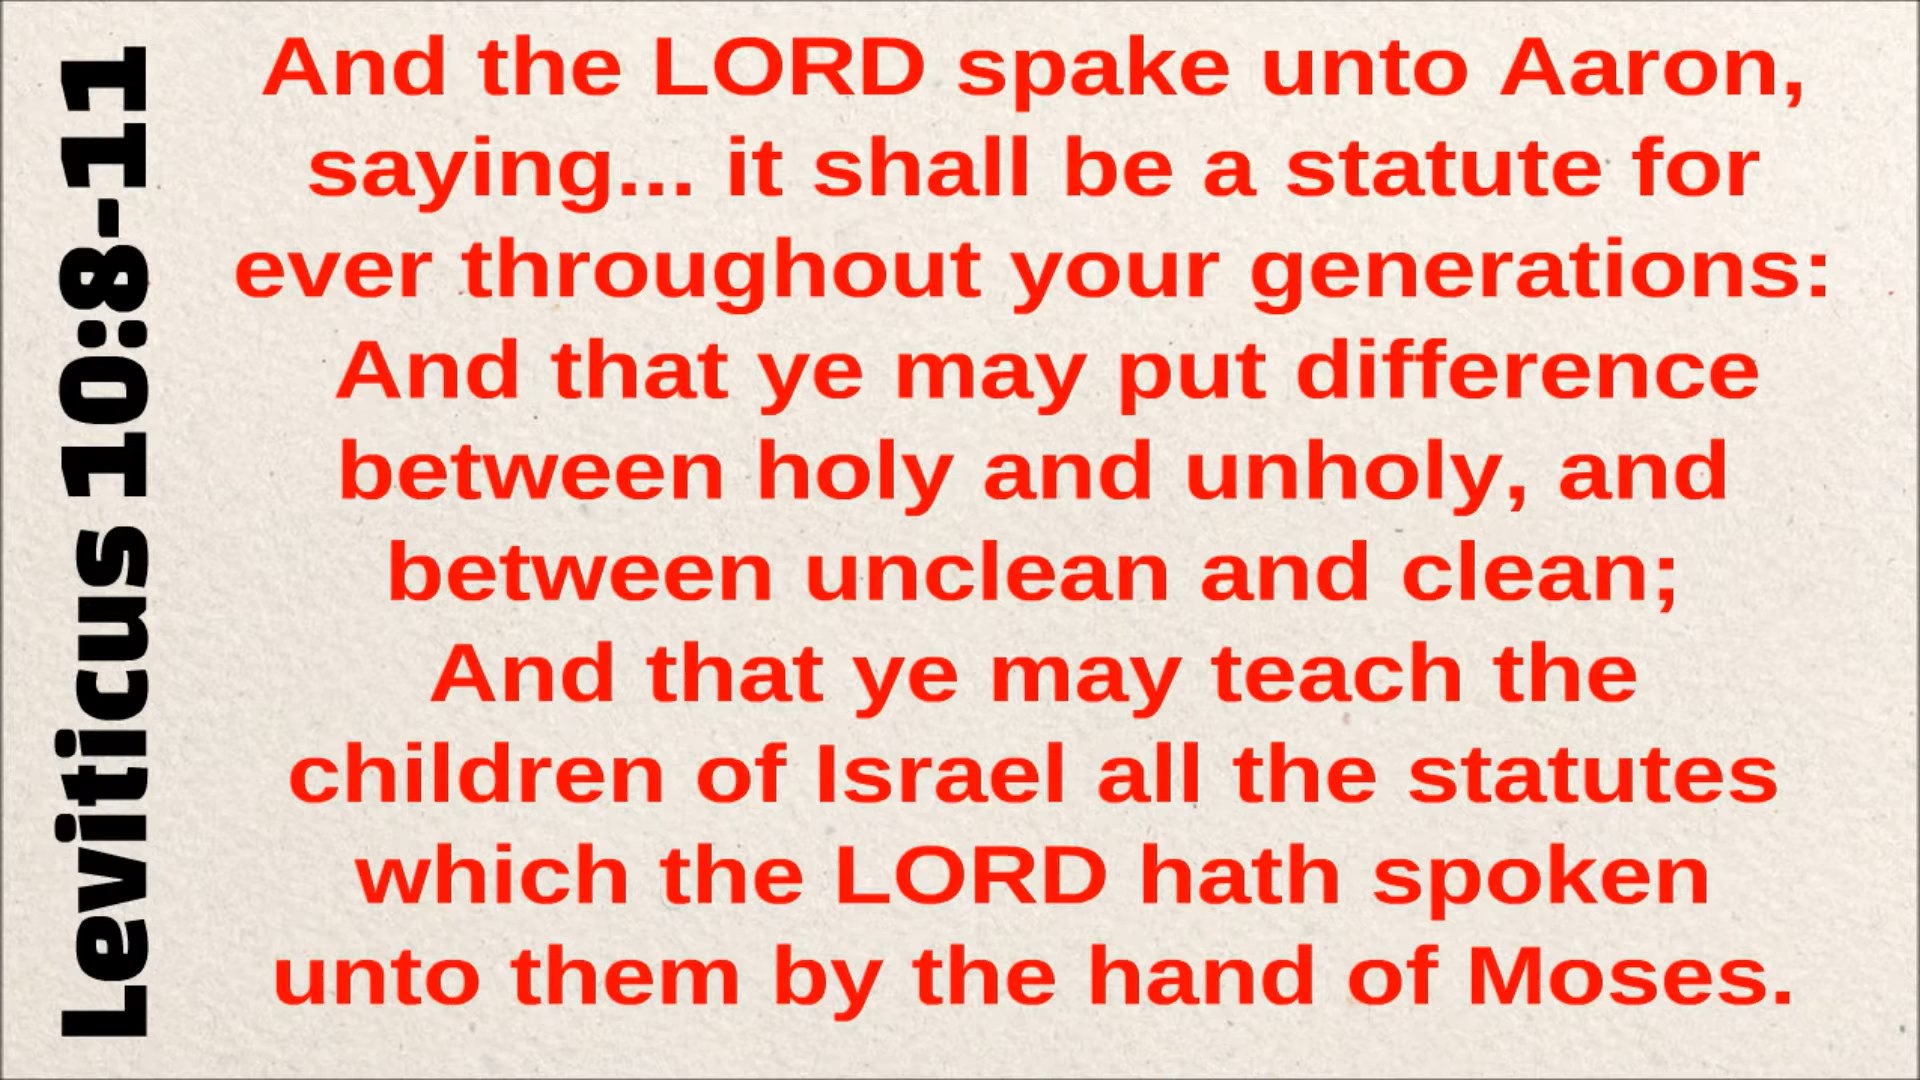 Leviticus 10:8-11
And the LORD spake unto Aaron,
saying... it shall be a statute for
ever throughout your generations:
And that ye may put difference
between holy and unholy, and
between unclean and clean;
And that ye may teach the
children of Israel all the statutes
which the LORD hath spoken
unto them by the hand of Moses.